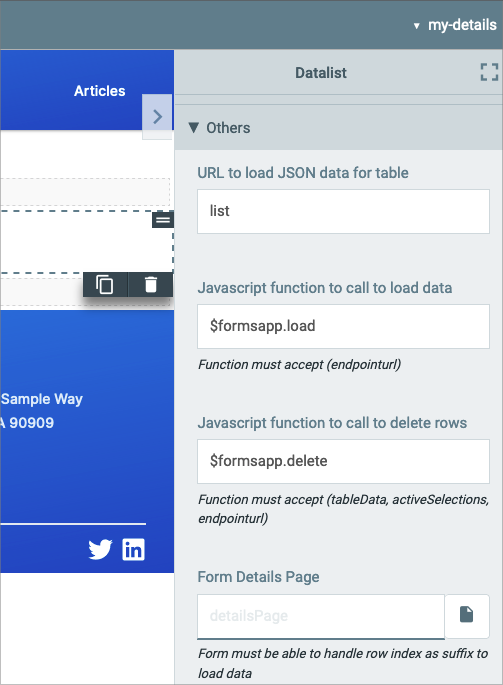 my-details
Articles
Datalist
Others
URL to load JSON data for table
list
Javascript function to call to load data
$formsapp.load
Function must accept (endpointurl)
Sample Way
A 90909
Javascript function to call to delete rows
$formsapp.delete
Function must accept (tableData, activeSelections,
endpointurl)
in
Form Details Page
detailsPage
Form must be able to handle row index as suffix to
load data